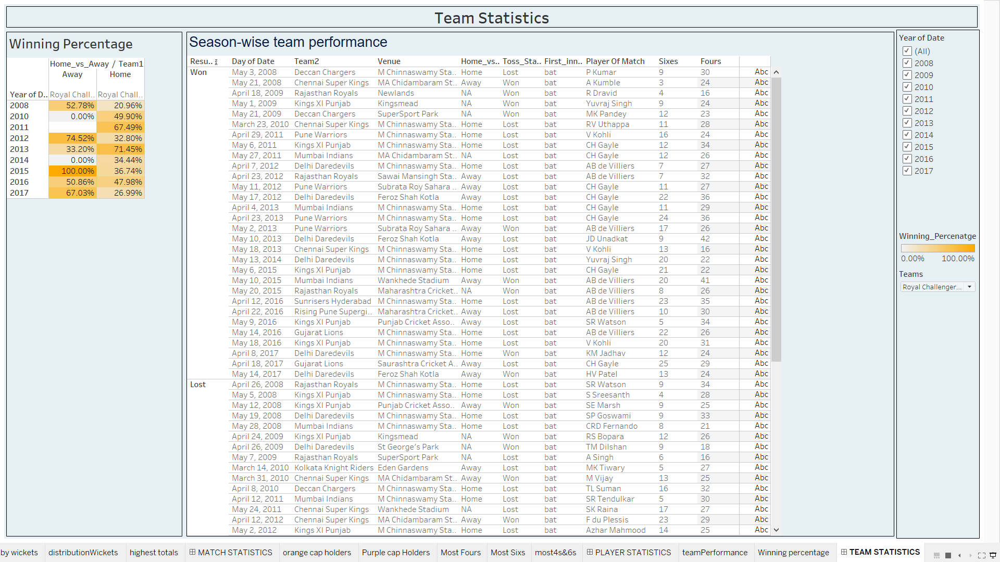 Team Statistics
Winning Percentage
Home_vs_Away / Team1
Away Home
Year of D.. Royal Chall.. Royal Chall..
2008 52.78% 20.96%
2010 0.00% 49.90%
2011 67.49%
2012 74.52% 32.80%
2013 33.20% 71.45%
2014 0.00% 34.44%
2015 100.00% 36.74%
2016 50.86% 47.98%
2017 67.03% 26.99%
Season-wise team performance
Resu.. Day of Date Team2 Venue Home_vs.. Toss_Sta.. First_inn.. Player Of Match Sixes Fours
Won May 3, 2008 Deccan Chargers M Chinnaswamy Sta.. Home Lost bat P Kumar 9 30 Abc
May 21, 2008 Chennai Super Kings MA Chidambaram St.. Away Won bat A Kumble 3 24 Abc
April 18, 2009 Rajasthan Royals Newlands NA Won bat R Dravid 4 16 Abc
May 1, 2009 Kings XI Punjab Kingsmead NA Won bat Yuvraj Singh 9 24 Abc
May 21, 2009 Deccan Chargers SuperSport Park NA Won bat MK Pandey 12 23 Abc
March 23, 2010 Chennai Super Kings M Chinnaswamy Sta.. Home Lost bat RV Uthappa 11 28 Abc
April 29, 2011 Pune Warriors M Chinnaswamy Sta.. Home Lost bat V Kohli 16 24 Abc
May 6, 2011 Kings XI Punjab M Chinnaswamy Sta.. Home Lost bat CH Gayle 12 34 Abc
May 27, 2011 Mumbai Indians MA Chidambaram St.. NA Lost bat CH Gayle 12 26 Abc
April 7, 2012 Delhi Daredevils M Chinnaswamy Sta.. Home Lost bat AB de Villiers 7 27 Abc
April 23, 2012 Rajasthan Royals Sawai Mansingh Sta.. Away Lost bat AB de Villiers 7 32 Abc
May 11, 2012 Pune Warriors Subrata Roy Sahara .. Away Lost bat CH Gayle 11 27 Abc
May 17, 2012 Delhi Daredevils Feroz Shah Kotla Away Lost bat CH Gayle 22 36 Abc
April 4, 2013 Mumbai Indians M Chinnaswamy Sta.. Home Lost bat CH Gayle 11 29 Abc
April 23, 2013 Pune Warriors M Chinnaswamy Sta.. Home Lost bat CH Gayle 24 36 Abc
May 2, 2013 Pune Warriors Subrata Roy Sahara .. Away Won bat AB de Villiers 17 26 Abc
May 10, 2013 Delhi Daredevils Feroz Shah Kotla Away Lost bat JD Unadkat 9 42 Abc
May 18, 2013 Chennai Super Kings M Chinnaswamy Sta.. Home Lost bat V Kohli 13 16 Abc
May 13, 2014 Delhi Daredevils M Chinnaswamy Sta.. Home Lost bat Yuvraj Singh 20 22 Abc
May 6, 2015 Kings XI Punjab M Chinnaswamy Sta.. Home Lost bat CH Gayle 21 22 Abc
May 10, 2015 Mumbai Indians Wankhede Stadium Away Won bat AB de Villiers 20 41 Abc
May 20, 2015 Rajasthan Royals Maharashtra Cricket.. NA Won bat AB de Villiers 8 26 Abc
April 12, 2016 Sunrisers Hyderabad M Chinnaswamy Sta.. Home Lost bat AB de Villiers 23 35 Abc
April 22, 2016 Rising Pune Supergi.. Maharashtra Cricket.. Away Lost bat AB de Villiers 10 30 Abc
May 9, 2016 Kings XI Punjab Punjab Cricket Asso.. Away Lost bat SR Watson 5 34 Abc
May 14, 2016 Gujarat Lions M Chinnaswamy Sta.. Home Lost bat AB de Villiers 22 26 Abc
May 18, 2016 Kings XI Punjab M Chinnaswamy Sta.. Home Lost bat V Kohli 20 31 Abc
April 8, 2017 Delhi Daredevils M Chinnaswamy Sta.. Home Won bat KM Jadhav 12 24 Abc
April 18, 2017 Gujarat Lions Saurashtra Cricket A.. Away Lost bat CH Gayle 25 29 Abc
May 14, 2017 Delhi Daredevils Feroz Shah Kotla Away Won bat HV Patel 13 24 Abc
Lost April 26, 2008 Rajasthan Royals M Chinnaswamy Sta.. Home Lost bat SR Watson 9 34 Abc
May 5, 2008 Kings XI Punjab M Chinnaswamy Sta.. Home Lost bat S Sreesanth 4 28 Abc
May 12, 2008 Kings XI Punjab Punjab Cricket Asso.. Away Won bat SE Marsh 9 25 Abc
May 19, 2008 Delhi Daredevils M Chinnaswamy Sta.. Home Lost bat SP Goswami 9 33 Abc
May 28, 2008 Mumbai Indians M Chinnaswamy Sta.. Home Lost bat CRD Fernando 8 21 Abc
April 24, 2009 Kings XI Punjab Kingsmead NA Won bat RS Bopara 12 26 Abc
April 26, 2009 Delhi Daredevils St George's Park NA Won bat TM Dilshan 9 18 Abc
May 7, 2009 Rajasthan Royals SuperSport Park NA Lost bat A Singh 6 16 Abc
March 14, 2010 Kolkata Knight Riders Eden Gardens Away Lost bat MK Tiwary 5 27 Abc
March 31, 2010 Chennai Super Kings MA Chidambaram St.. Away Won bat M Vijay 13 25 Abc
April 8, 2010 Deccan Chargers M Chinnaswamy Sta.. Home Lost bat TL Suman 16 32 Abc
April 12, 2011 Mumbai Indians M Chinnaswamy Sta.. Home Lost bat SR Tendulkar 5 30 Abc
May 24, 2011 Chennai Super Kings Wankhede Stadium NA Lost bat SK Raina 17 27 Abc
April 12, 2012 Chennai Super Kings MA Chidambaram St.. Away Won bat F du Plessis 23 29 Abc
May 2, 2012 Kings XI Punjab M Chinnaswamy Sta.. Home Lost bat Azhar Mahmood 14 25 Abc
Year of Date
(All)
2008
2009
2010
2011
2012
2013
2014
2015
2016
2017
Winning_Percenatge
0.00% 100.00%
Teams
Royal Challenger...
by wickets distributionWickets highest totals MATCH STATISTICS orange cap holders Purple cap Holders Most Fours Most Sixs most4s&6s PLAYER STATISTICS teamPerformance Winning percentage TEAM STATISTICS